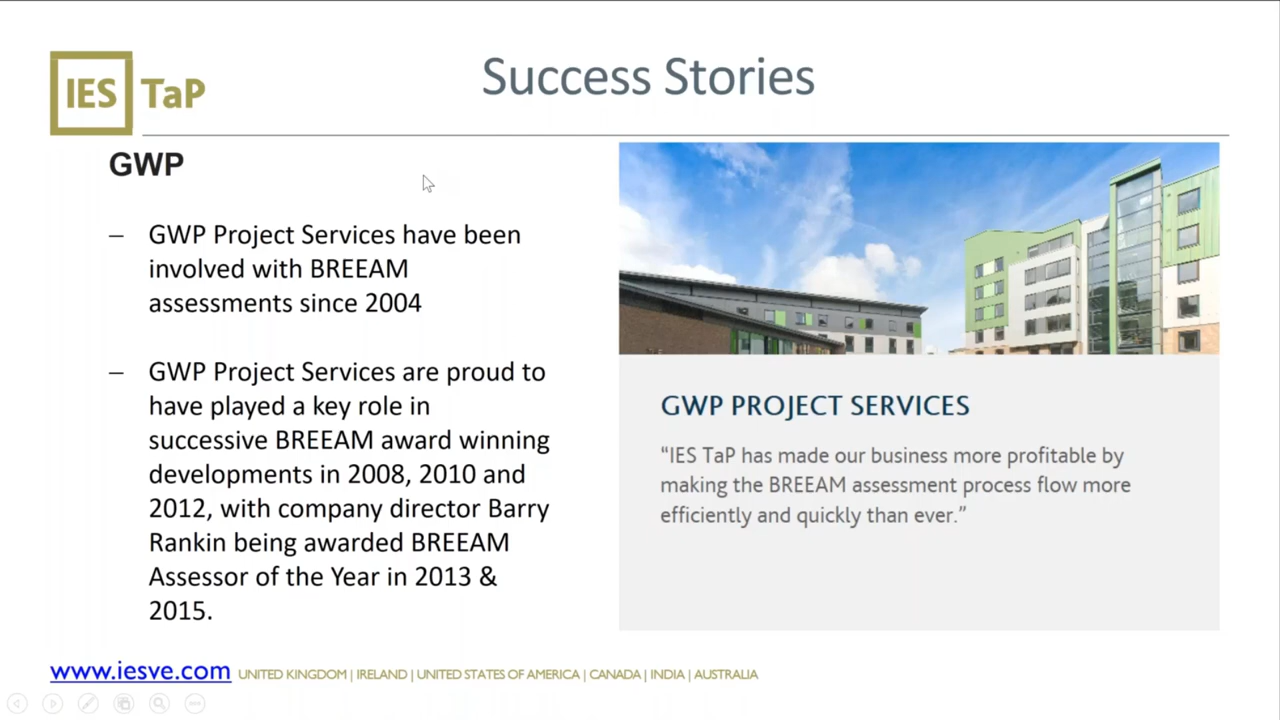 IES TaP
Success Stories
GWP
– GWP Project Services have been
involved with BREEAM
assessments since 2004
– GWP Project Services are proud to
have played a key role in
successive BREEAM award winning
developments in 2008, 2010 and
2012, with company director Barry
Rankin being awarded BREEAM
Assessor of the Year in 2013 &
2015.
GWP PROJECT SERVICES
“IES TaP has made our business more profitable by
making the BREEAM assessment process flow more
efficiently and quickly than ever.”
www.iesve.com UNITED KINGDOM | IRELAND | UNITED STATES OF AMERICA | CANADA | INDIA | AUSTRALIA